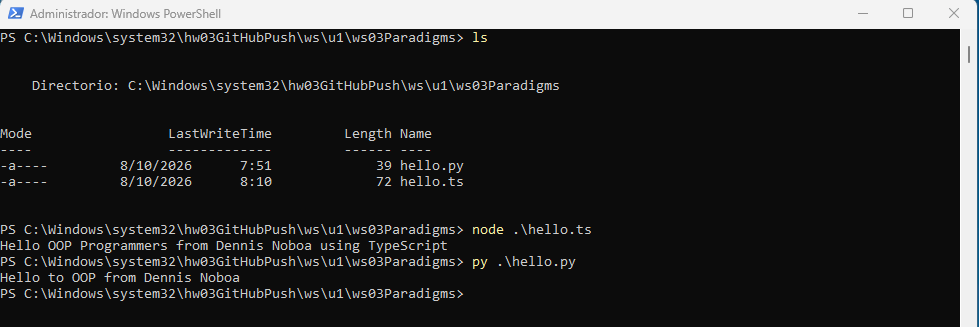 Administrador: Windows PowerShell
PS C:\Windows\system32\hw03GitHubPush\ws\u1\ws03Paradigms> ls
Directorio: C:\Windows\system32\hw03GitHubPush\ws\u1\ws03Paradigms
Mode                 LastWriteTime         Length Name
----                 -------------         ------ ----
-a----         8/10/2026      7:51             39 hello.py
-a----         8/10/2026      8:10             72 hello.ts
PS C:\Windows\system32\hw03GitHubPush\ws\u1\ws03Paradigms> node .\hello.ts
Hello OOP Programmers from Dennis Noboa using TypeScript
PS C:\Windows\system32\hw03GitHubPush\ws\u1\ws03Paradigms> py .\hello.py
Hello to OOP from Dennis Noboa
PS C:\Windows\system32\hw03GitHubPush\ws\u1\ws03Paradigms>